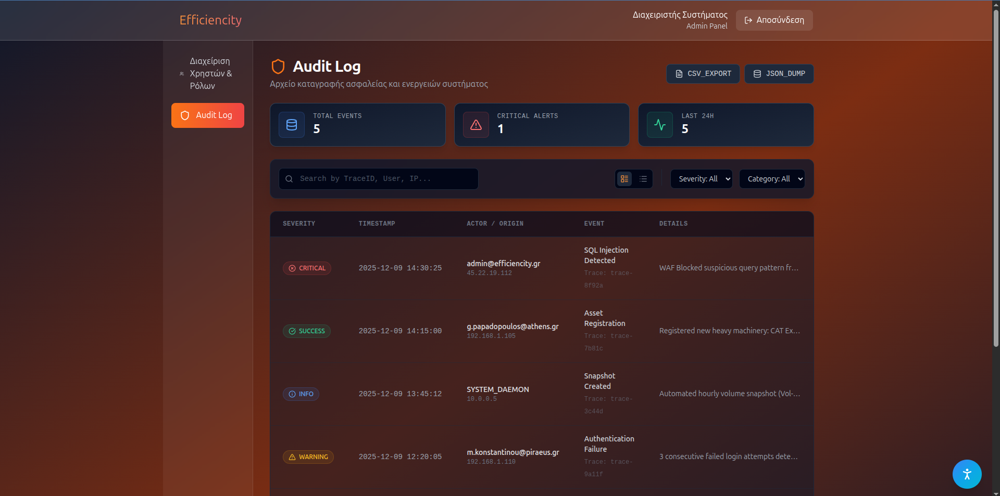 Efficiencity
Διαχειριστής Συστήματος
Admin Panel
Αποσύνδεση
Διαχείριση
Χρηστών &
Ρόλων
Audit Log
Audit Log
Αρχείο καταγραφής ασφαλείας και ενεργειών συστήματος
CSV_EXPORT
JSON_DUMP
TOTAL EVENTS
5
CRITICAL ALERTS
1
LAST 24H
5
Search by TraceID, User, IP...
Severity: All
Category: All
SEVERITY TIMESTAMP ACTOR / ORIGIN EVENT DETAILS
CRITICAL
2025-12-09 14:30:25
admin@efficiencity.gr
45.22.19.112
SQL Injection
Detected
Trace: trace-
8f92a
WAF Blocked suspicious query pattern fr...
SUCCESS
2025-12-09 14:15:00
g.papadopoulos@athens.gr
192.168.1.105
Asset
Registration
Trace: trace-
7b81c
Registered new heavy machinery: CAT Ex...
INFO
2025-12-09 13:45:12
SYSTEM_DAEMON
10.0.0.5
Snapshot
Created
Trace: trace-
3c44d
Automated hourly volume snapshot (Vol-...
WARNING
2025-12-09 12:20:05
m.konstantinou@piraeus.gr
192.168.1.110
Authentication
Failure
Trace: trace-
9a11f
3 consecutive failed login attempts dete...